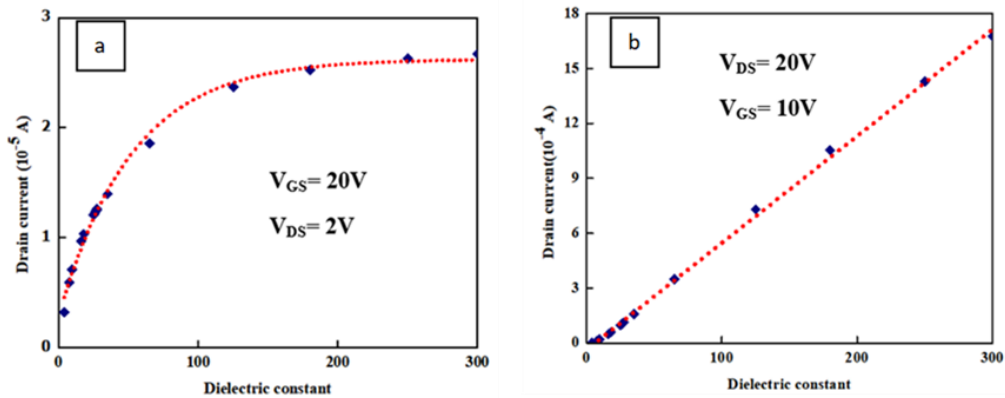 a
3
2
1
0
0
100
200
300
Drain current (10⁻⁵ A)
Dielectric constant
V_GS= 20V
V_DS= 2V
b
18
15
12
9
6
3
0
0
100
200
300
Drain current(10⁻⁴ A)
Dielectric constant
V_DS= 20V
V_GS= 10V